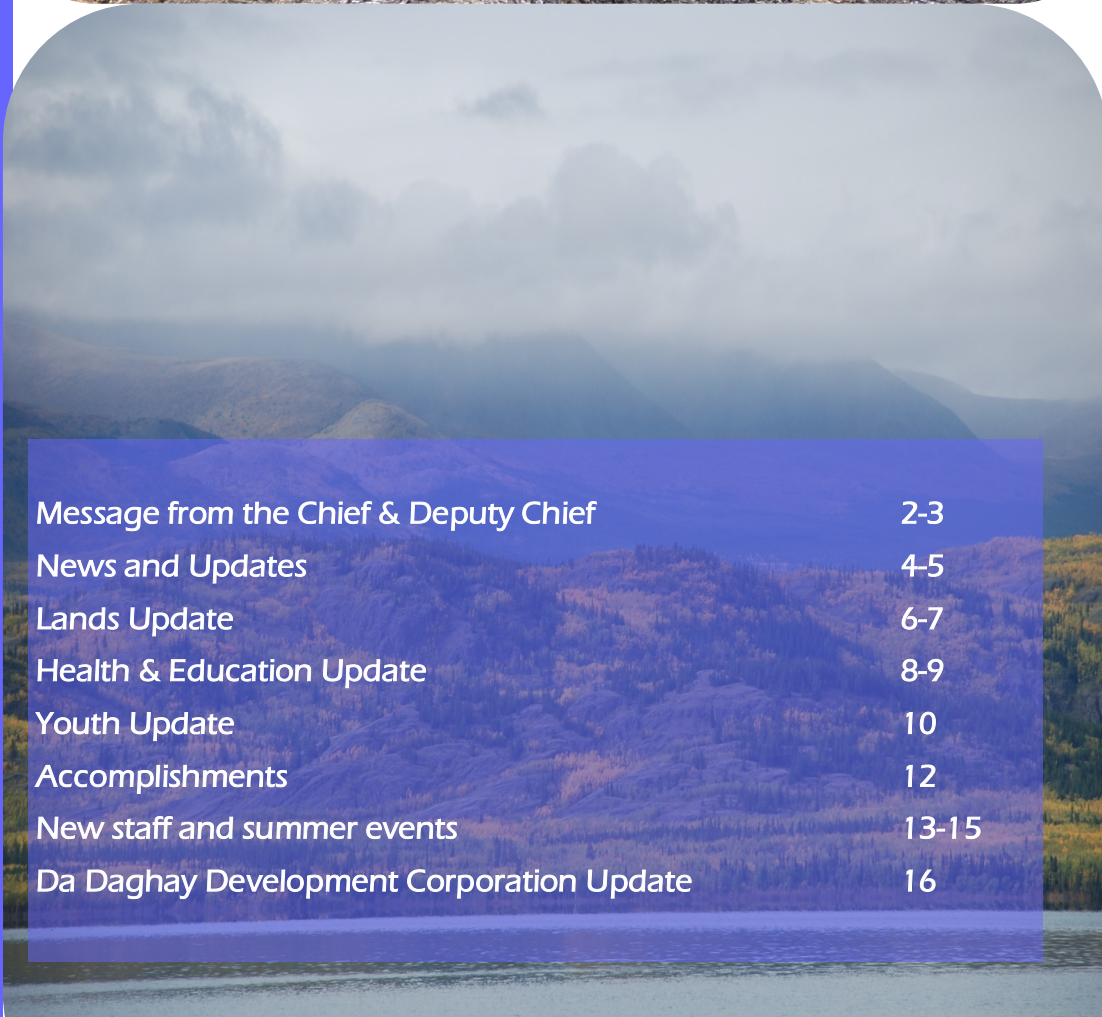 Message from the Chief & Deputy Chief 2-3
News and Updates 4-5
Lands Update 6-7
Health & Education Update 8-9
Youth Update 10
Accomplishments 12
New staff and summer events 13-15
Da Daghay Development Corporation Update 16